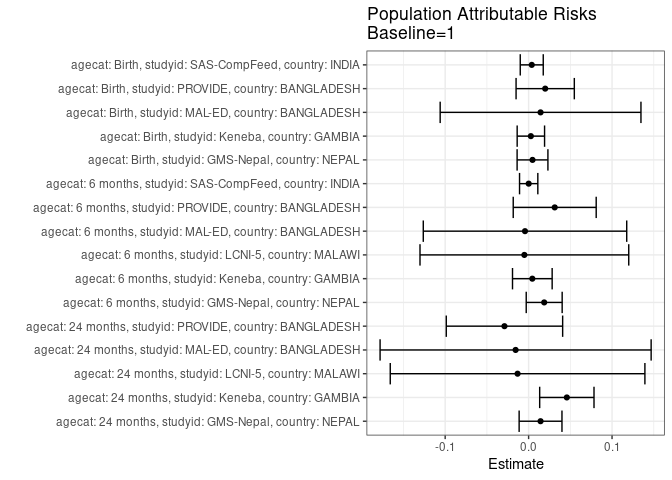 Population Attributable Risks
Baseline=1
agecat: Birth, studyid: SAS-CompFeed, country: INDIA
agecat: Birth, studyid: PROVIDE, country: BANGLADESH
agecat: Birth, studyid: MAL-ED, country: BANGLADESH
agecat: Birth, studyid: Keneba, country: GAMBIA
agecat: Birth, studyid: GMS-Nepal, country: NEPAL
agecat: 6 months, studyid: SAS-CompFeed, country: INDIA
agecat: 6 months, studyid: PROVIDE, country: BANGLADESH
agecat: 6 months, studyid: MAL-ED, country: BANGLADESH
agecat: 6 months, studyid: LCNI-5, country: MALAWI
agecat: 6 months, studyid: Keneba, country: GAMBIA
agecat: 6 months, studyid: GMS-Nepal, country: NEPAL
agecat: 24 months, studyid: PROVIDE, country: BANGLADESH
agecat: 24 months, studyid: MAL-ED, country: BANGLADESH
agecat: 24 months, studyid: LCNI-5, country: MALAWI
agecat: 24 months, studyid: Keneba, country: GAMBIA
agecat: 24 months, studyid: GMS-Nepal, country: NEPAL
-0.1 0.0 0.1
Estimate